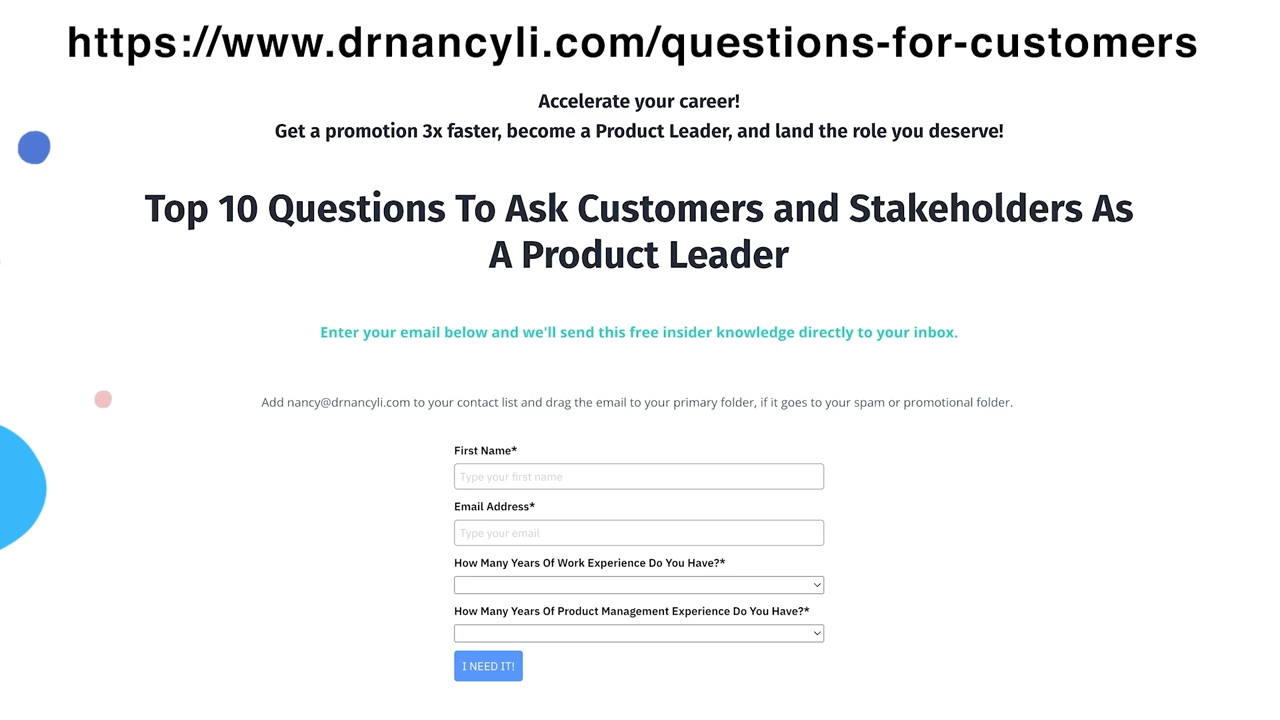 https://www.drnancyli.com/questions-for-customers
Accelerate your career!
Get a promotion 3x faster, become a Product Leader, and land the role you deserve!
Top 10 Questions To Ask Customers and Stakeholders As
A Product Leader
Enter your email below and we'll send this free insider knowledge directly to your inbox.
Add nancy@drnancyli.com to your contact list and drag the email to your primary folder, if it goes to your spam or promotional folder.
First Name*
Type your first name
Email Address*
Type your email
How Many Years Of Work Experience Do You Have?*
How Many Years Of Product Management Experience Do You Have?*
I NEED IT!